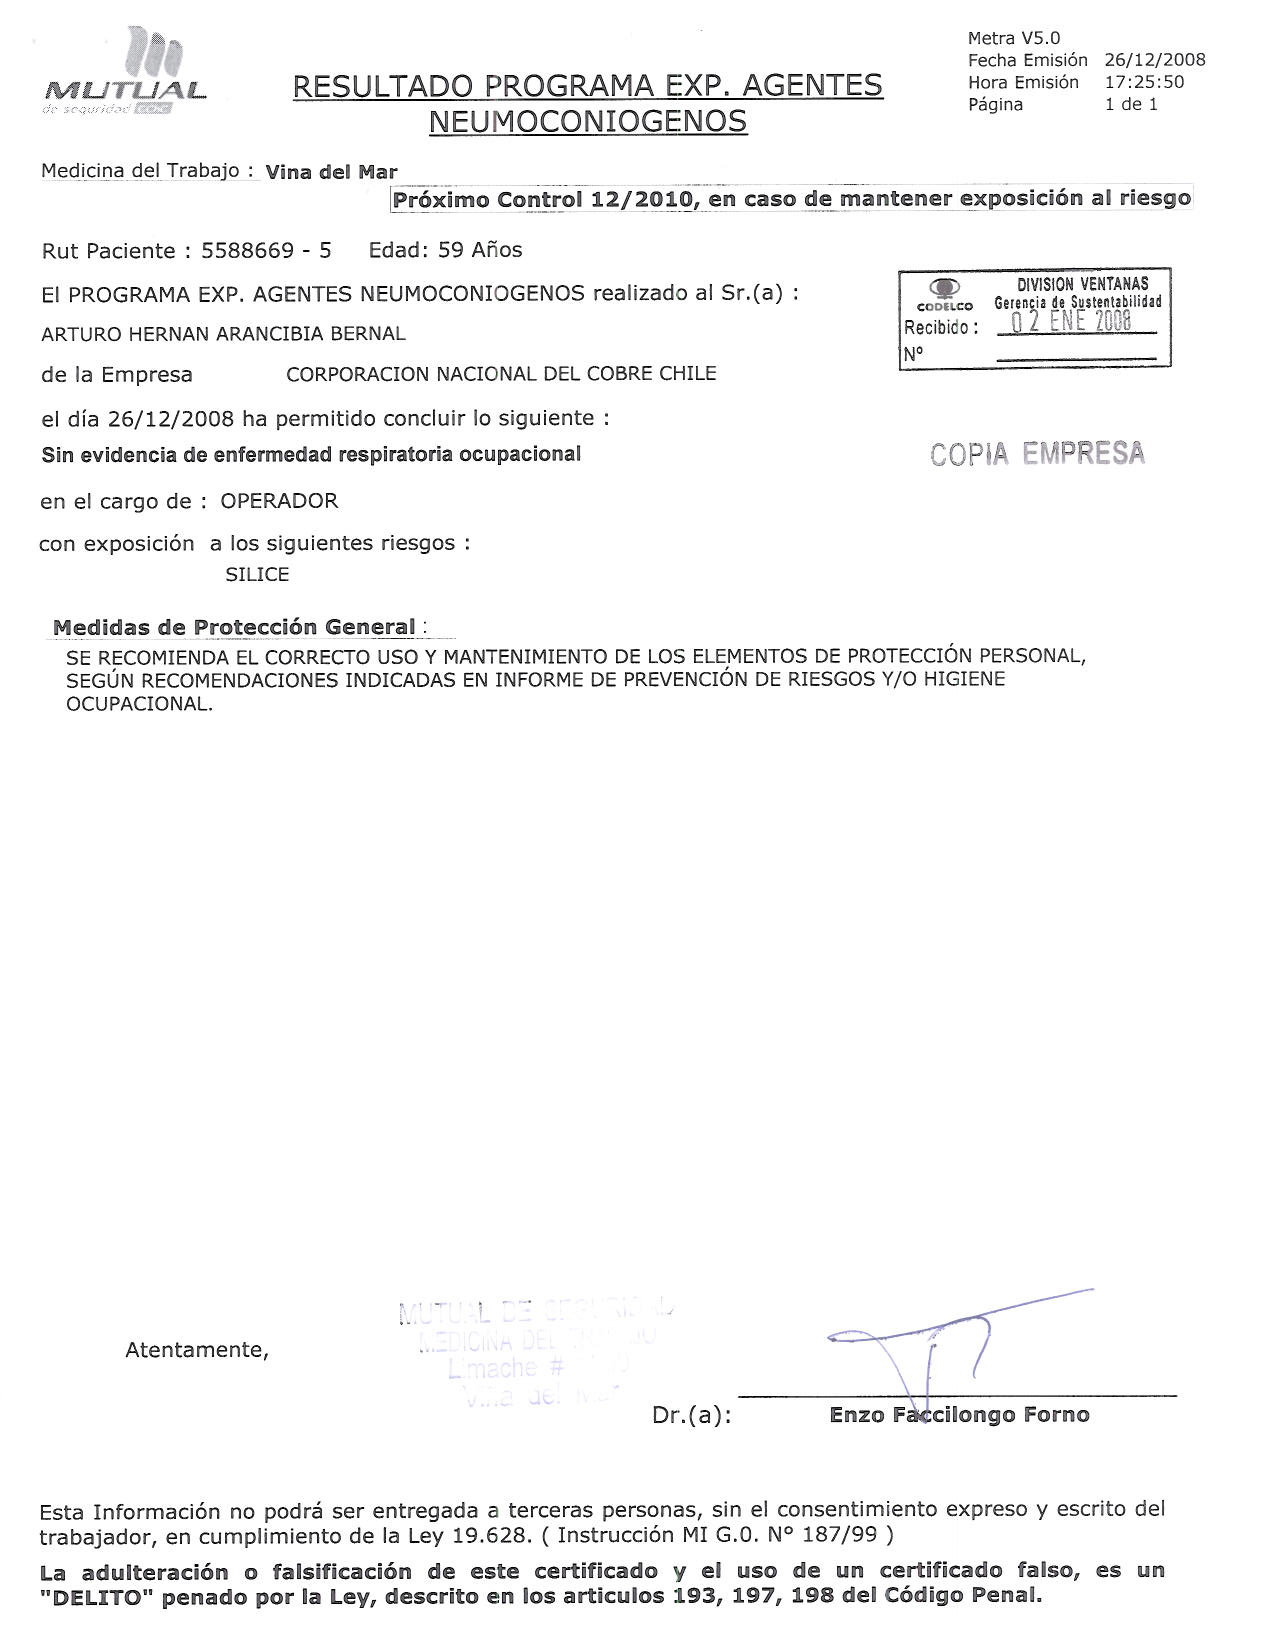 MUTUAL
de seguridad CChC
Metra V5.0
Fecha Emisión 26/12/2008
Hora Emisión 17:25:50
Página 1 de 1
RESULTADO PROGRAMA EXP. AGENTES
NEUMOCONIOGENOS
Medicina del Trabajo : Vina del Mar
Próximo Control 12/2010, en caso de mantener exposición al riesgo
Rut Paciente : 5588669 - 5 Edad: 59 Años
El PROGRAMA EXP. AGENTES NEUMOCONIOGENOS realizado al Sr.(a) :
ARTURO HERNAN ARANCIBIA BERNAL
de la Empresa CORPORACION NACIONAL DEL COBRE CHILE
CODELCO
DIVISION VENTANAS
Gerencia de Sustentabilidad
Recibido : 02 ENE 2008
Nº
el día 26/12/2008 ha permitido concluir lo siguiente :
Sin evidencia de enfermedad respiratoria ocupacional
COPIA EMPRESA
en el cargo de : OPERADOR
con exposición a los siguientes riesgos :
SILICE
Medidas de Protección General :
SE RECOMIENDA EL CORRECTO USO Y MANTENIMIENTO DE LOS ELEMENTOS DE PROTECCIÓN PERSONAL,
SEGÚN RECOMENDACIONES INDICADAS EN INFORME DE PREVENCIÓN DE RIESGOS Y/O HIGIENE
OCUPACIONAL.
MUTUAL DE SEGURIDAD
MEDICINA DEL TRABAJO
Limache #
Viña del Mar
Atentamente,
Dr.(a): Enzo Faccilongo Forno
Esta Información no podrá ser entregada a terceras personas, sin el consentimiento expreso y escrito del
trabajador, en cumplimiento de la Ley 19.628. ( Instrucción MI G.0. Nº 187/99 )
La adulteración o falsificación de este certificado y el uso de un certificado falso, es un
"DELITO" penado por la Ley, descrito en los articulos 193, 197, 198 del Código Penal.